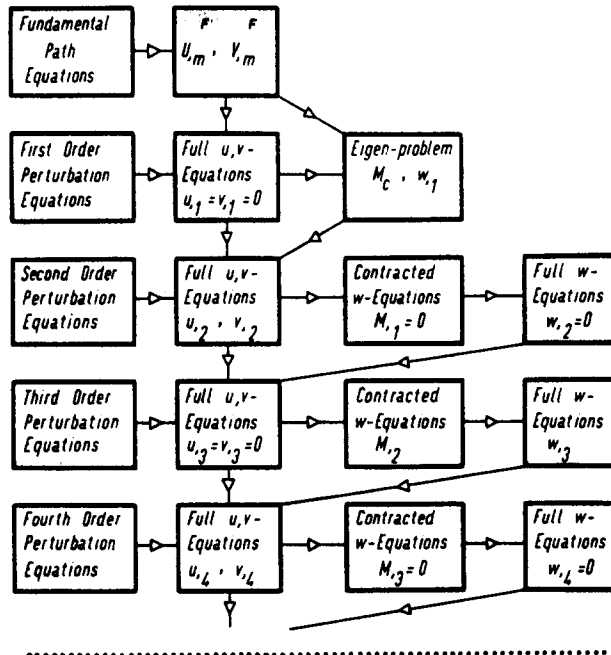 Fundamental
Path
Equations
F F
u,m , v,m
First Order
Perturbation
Equations
Full u,v-
Equations
u,1 = v,1 = 0
Eigen-problem
Mc , w,1
Second Order
Perturbation
Equations
Full u,v-
Equations
u,2 , v,2
Contracted
w-Equations
M,1 = 0
Full w-
Equations
w,2 = 0
Third Order
Perturbation
Equations
Full u,v-
Equations
u,3 = v,3 = 0
Contracted
w-Equations
M,2
Full w-
Equations
w,3
Fourth Order
Perturbation
Equations
Full u,v-
Equations
u,4 , v,4
Contracted
w-Equations
M,3 = 0
Full w-
Equations
w,4 = 0